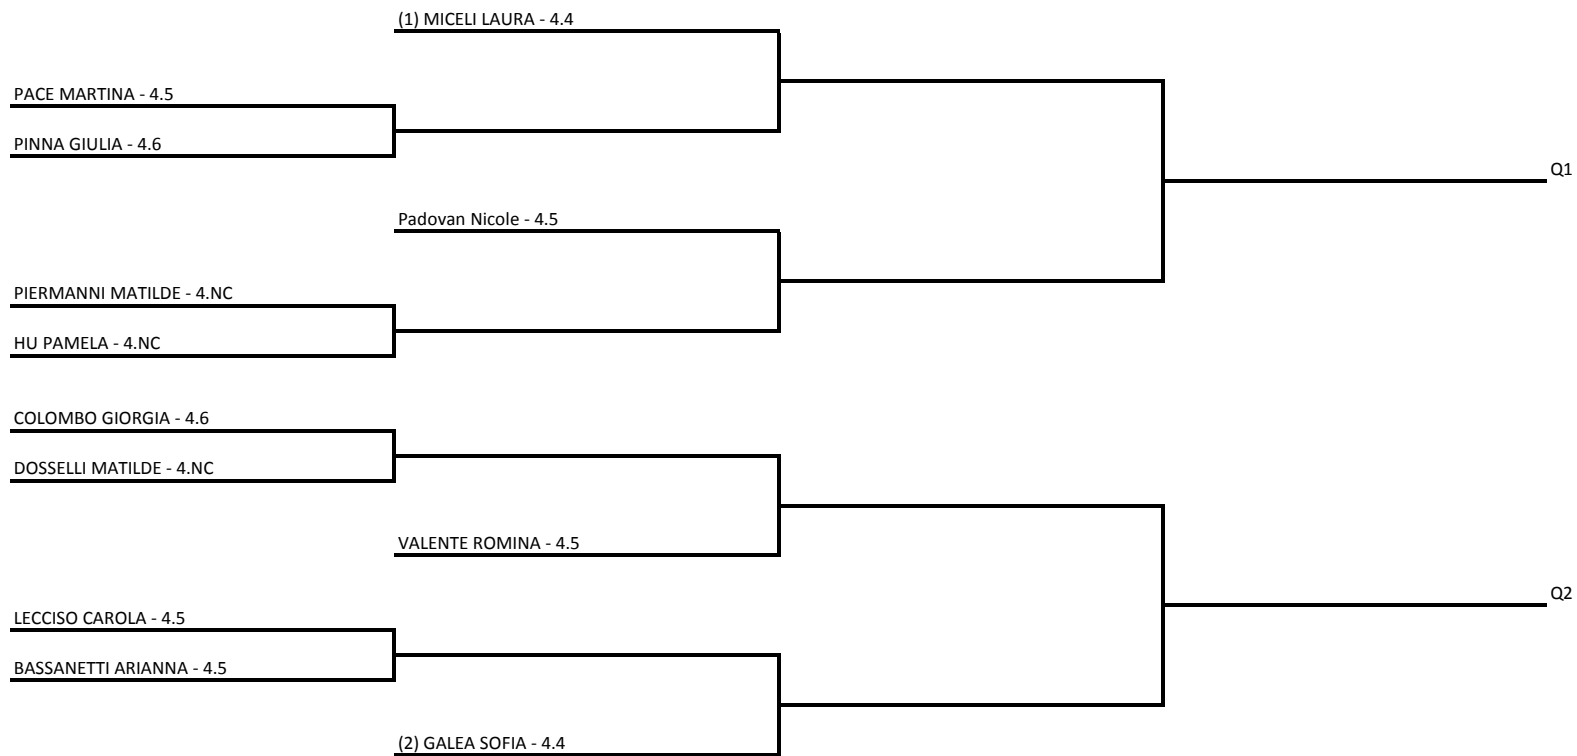 (1) MICELI LAURA - 4.4
PACE MARTINA - 4.5
PINNA GIULIA - 4.6
Q1
Padovan Nicole - 4.5
PIERMANNI MATILDE - 4.NC
HU PAMELA - 4.NC
COLOMBO GIORGIA - 4.6
DOSSELLI MATILDE - 4.NC
VALENTE ROMINA - 4.5
Q2
LECCISO CAROLA - 4.5
BASSANETTI ARIANNA - 4.5
(2) GALEA SOFIA - 4.4